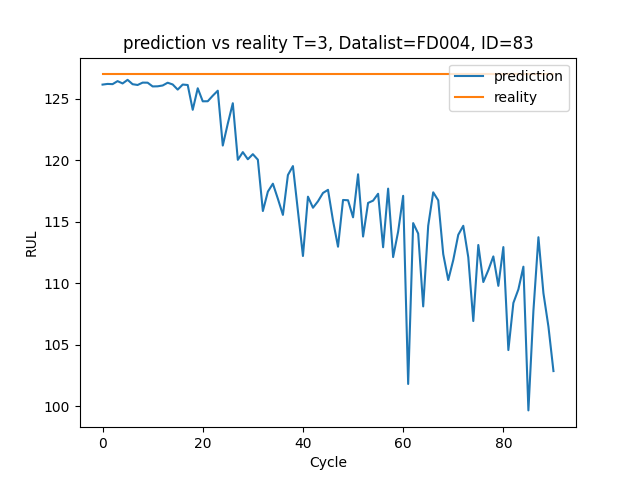 prediction vs reality T=3, Datalist=FD004, ID=83
prediction
reality
125
120
115
110
105
100
RUL
0 20 40 60 80
Cycle